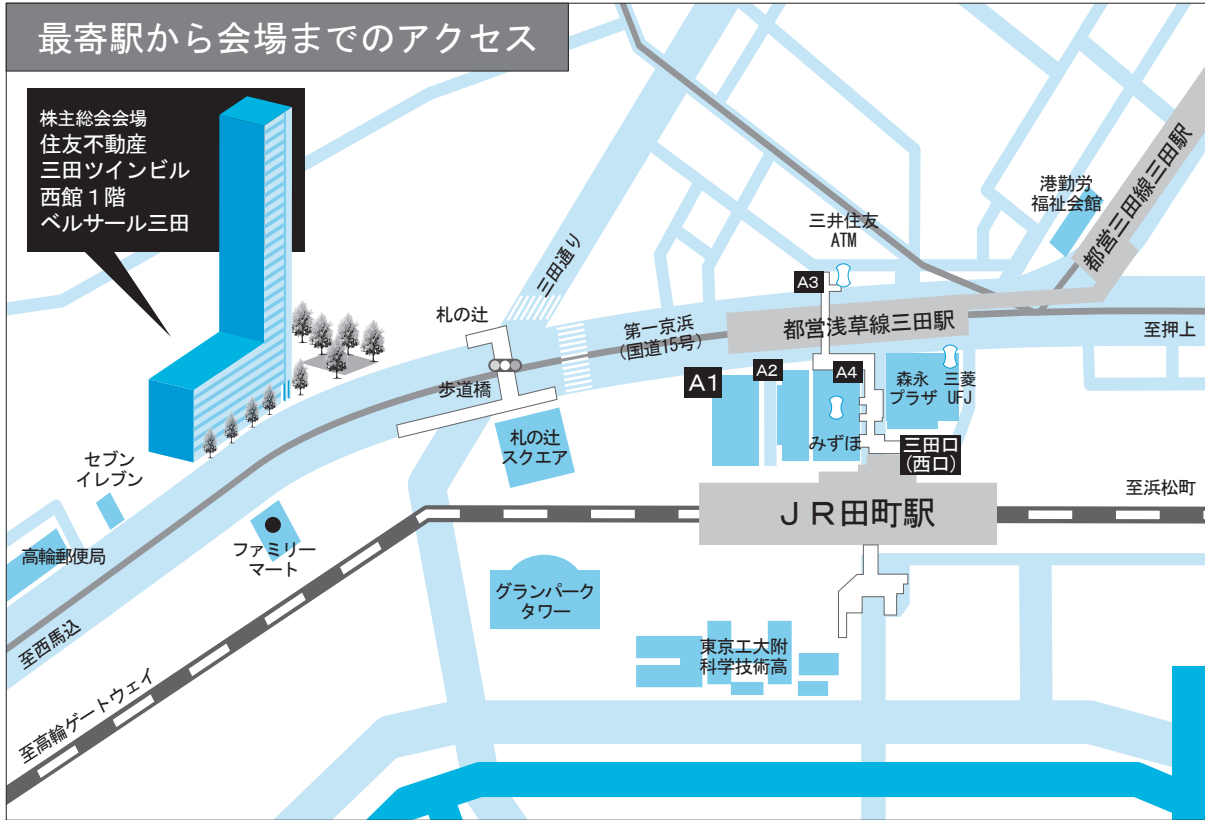 最寄駅から会場までのアクセス
株主総会会場
住友不動産
三田ツインビル
西館1階
ベルサール三田
三田通り
札の辻
歩道橋
札の辻
スクエア
第一京浜
(国道15号)
三井住友
ATM
A3
港勤労
福祉会館
都営三田線三田駅
都営浅草線三田駅
至押上
A1
A2
A4
みずほ
森永
プラザ
三菱
UFJ
三田口
(西口)
JR田町駅
至浜松町
セブン
イレブン
高輪郵便局
ファミリー
マート
至西馬込
至高輪ゲートウェイ
グランパーク
タワー
東京工大附
科学技術高